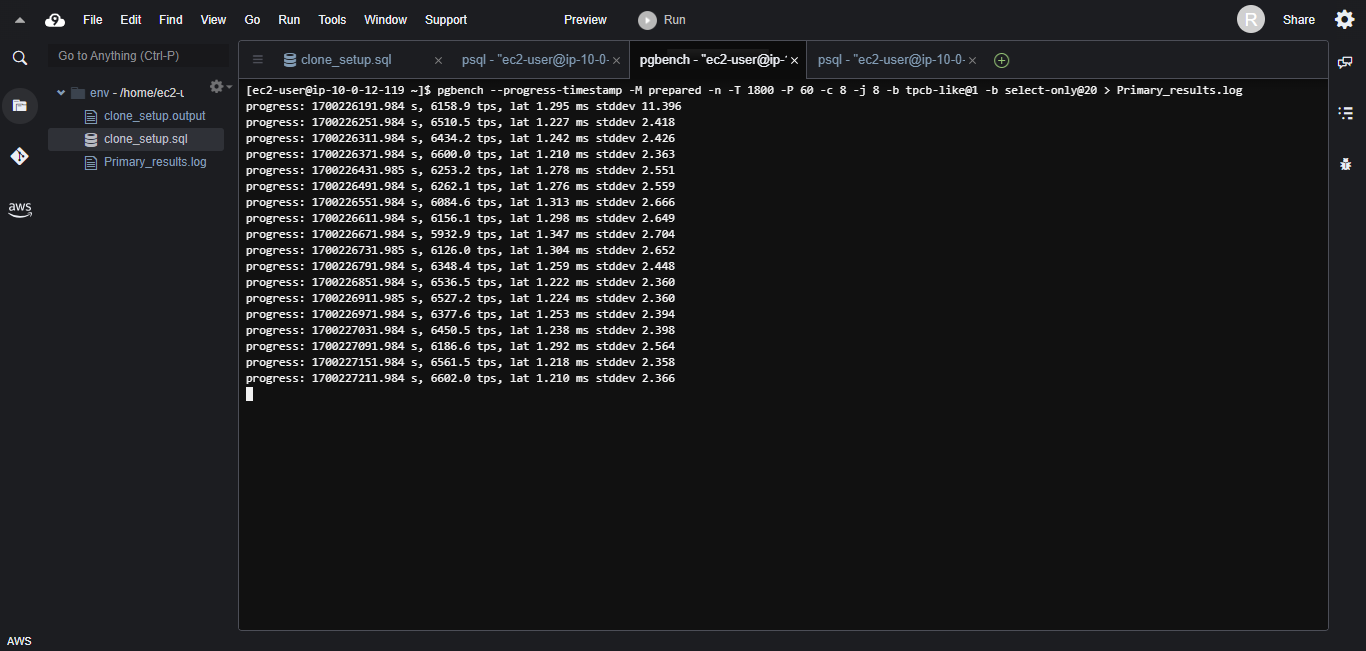 File Edit Find View Go Run Tools Window Support Preview Run R Share
Go to Anything (Ctrl-P)
clone_setup.sql × psql - "ec2-user@ip-10-0- × pgbench - "ec2-user@ip- × psql - "ec2-user@ip-10-0- ×
env - /home/ec2-u
clone_setup.output
clone_setup.sql
Primary_results.log
aws
AWS
[ec2-user@ip-10-0-12-119 ~]$ pgbench --progress-timestamp -M prepared -n -T 1800 -P 60 -c 8 -j 8 -b tpcb-like@1 -b select-only@20 > Primary_results.log
progress: 1700226191.984 s, 6158.9 tps, lat 1.295 ms stddev 11.396
progress: 1700226251.984 s, 6510.5 tps, lat 1.227 ms stddev 2.418
progress: 1700226311.984 s, 6434.2 tps, lat 1.242 ms stddev 2.426
progress: 1700226371.984 s, 6600.0 tps, lat 1.210 ms stddev 2.363
progress: 1700226431.985 s, 6253.2 tps, lat 1.278 ms stddev 2.551
progress: 1700226491.984 s, 6262.1 tps, lat 1.276 ms stddev 2.559
progress: 1700226551.984 s, 6084.6 tps, lat 1.313 ms stddev 2.666
progress: 1700226611.984 s, 6156.1 tps, lat 1.298 ms stddev 2.649
progress: 1700226671.984 s, 5932.9 tps, lat 1.347 ms stddev 2.704
progress: 1700226731.985 s, 6126.0 tps, lat 1.304 ms stddev 2.652
progress: 1700226791.984 s, 6348.4 tps, lat 1.259 ms stddev 2.448
progress: 1700226851.984 s, 6536.5 tps, lat 1.222 ms stddev 2.360
progress: 1700226911.985 s, 6527.2 tps, lat 1.224 ms stddev 2.360
progress: 1700226971.984 s, 6377.6 tps, lat 1.253 ms stddev 2.394
progress: 1700227031.984 s, 6450.5 tps, lat 1.238 ms stddev 2.398
progress: 1700227091.984 s, 6186.6 tps, lat 1.292 ms stddev 2.564
progress: 1700227151.984 s, 6561.5 tps, lat 1.218 ms stddev 2.358
progress: 1700227211.984 s, 6602.0 tps, lat 1.210 ms stddev 2.366